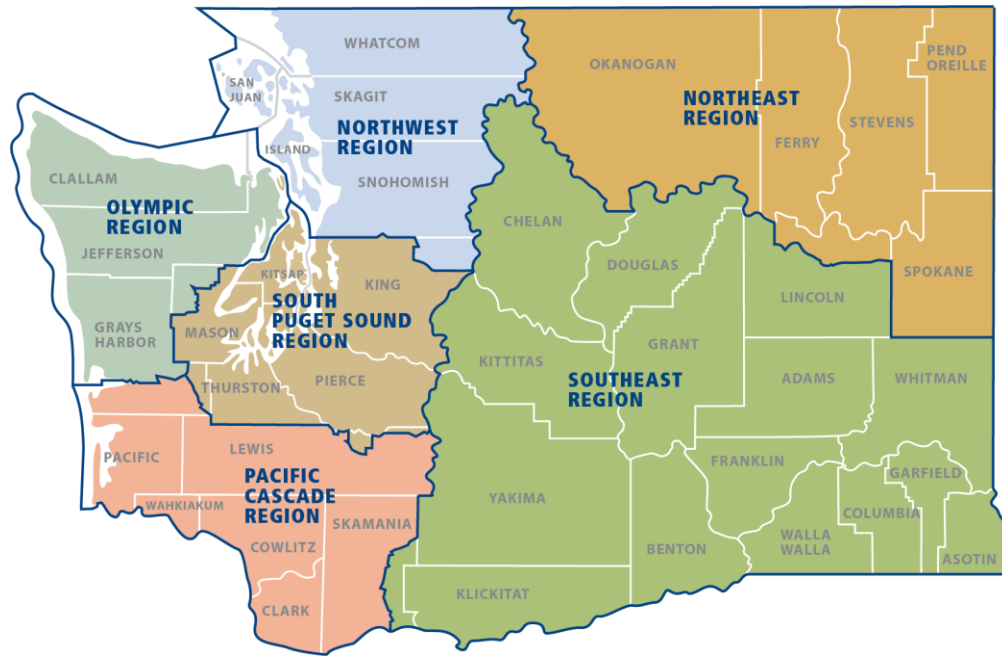 WHATCOM
SAN
JUAN
SKAGIT
ISLAND
NORTHWEST
REGION
SNOHOMISH
OKANOGAN
PEND
OREILLE
NORTHEAST
REGION
STEVENS
FERRY
SPOKANE
CLALLAM
OLYMPIC
REGION
JEFFERSON
GRAYS
HARBOR
KITSAP
KING
SOUTH
PUGET SOUND
REGION
MASON
THURSTON
PIERCE
CHELAN
DOUGLAS
LINCOLN
GRANT
KITTITAS
SOUTHEAST
REGION
ADAMS
WHITMAN
FRANKLIN
GARFIELD
COLUMBIA
YAKIMA
WALLA
WALLA
BENTON
ASOTIN
KLICKITAT
PACIFIC
LEWIS
PACIFIC
CASCADE
REGION
WAHKIAKUM
SKAMANIA
COWLITZ
CLARK